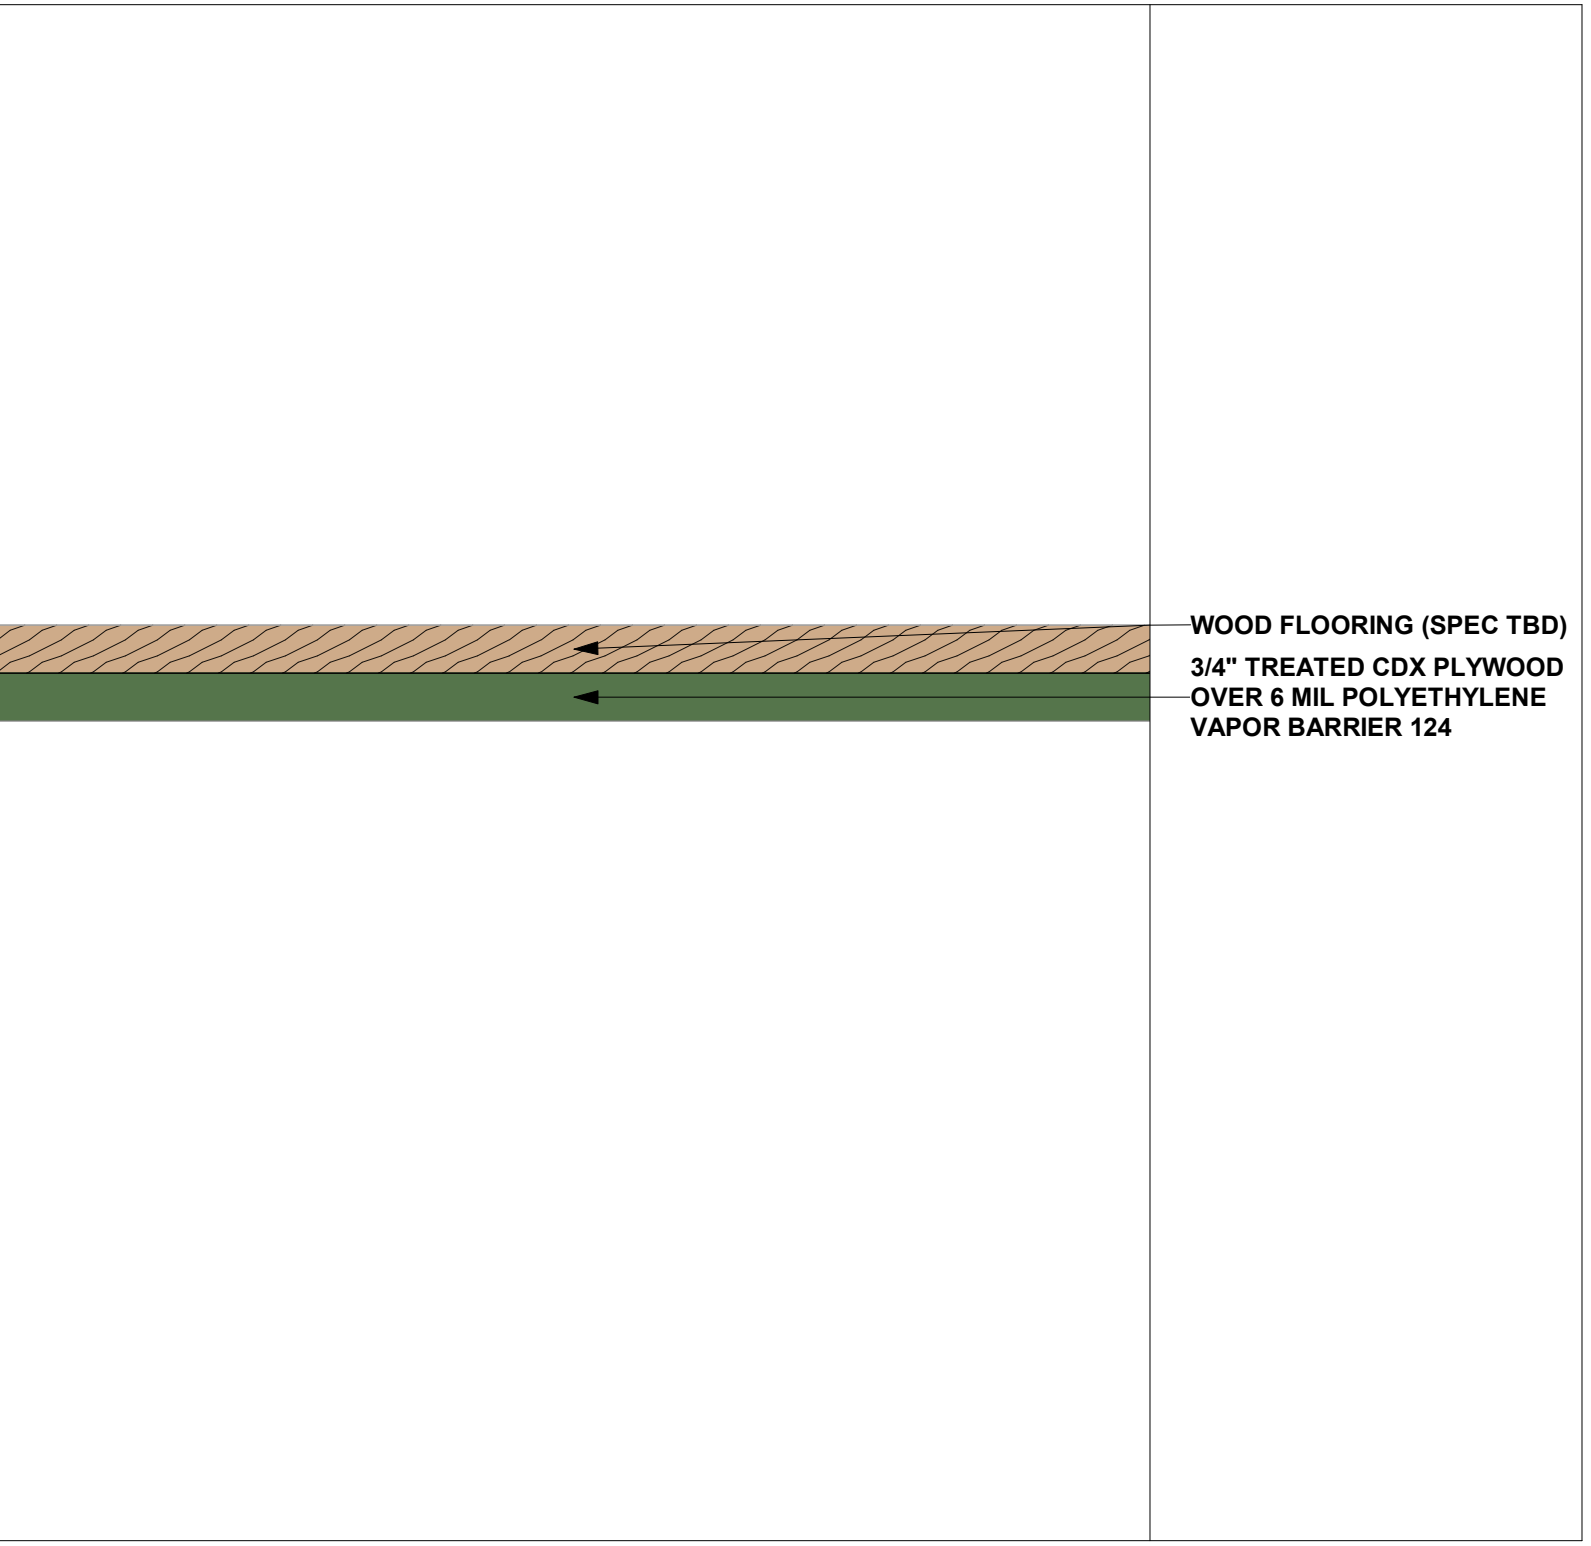 WOOD FLOORING (SPEC TBD)
3/4" TREATED CDX PLYWOOD
OVER 6 MIL POLYETHYLENE
VAPOR BARRIER 124